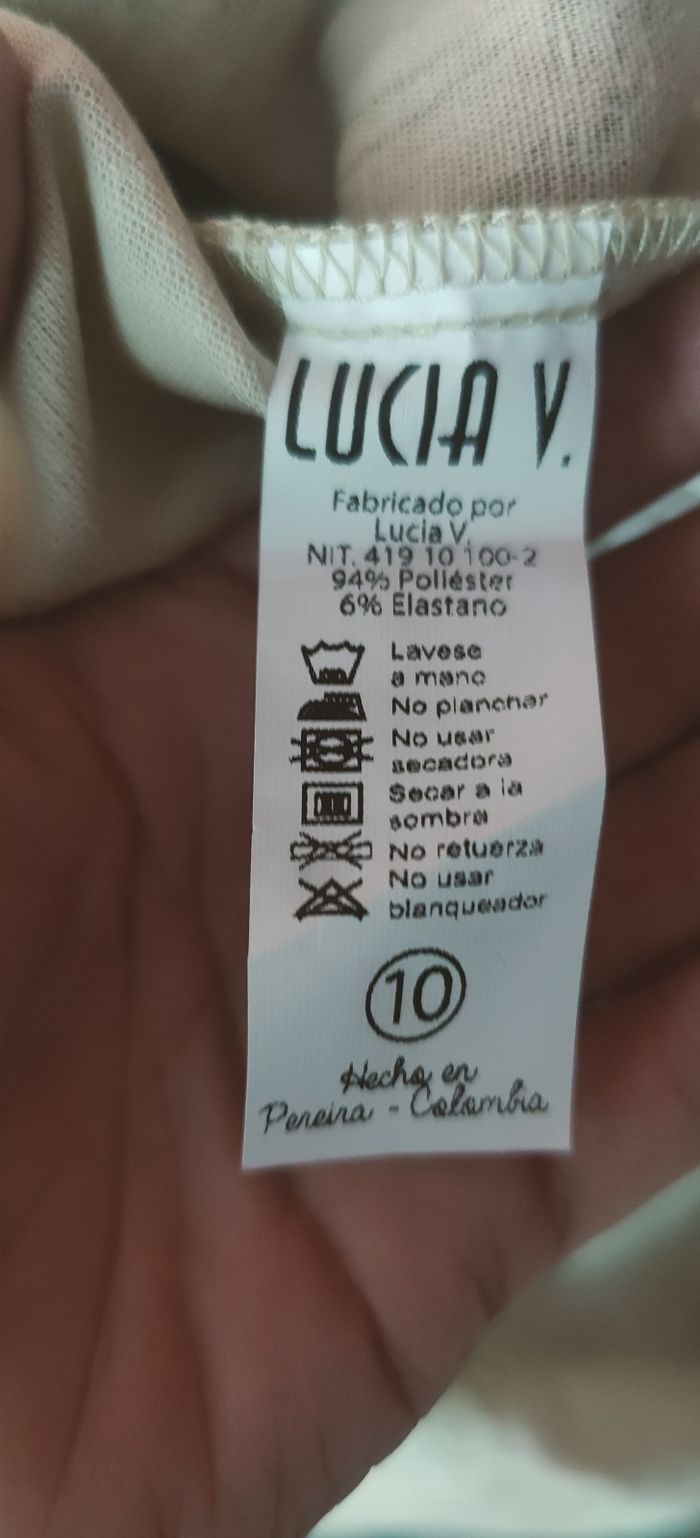 LUCIA V.
Fabricado por
Lucia V.
NIT. 419 10 100-2
94% Poliéster
6% Elastano
Lavese
a mano
No planchar
No usar
secadora
Secar a la
sombra
No retuerza
No usar
blanqueador
10
Hecho en
Pereira - Colombia